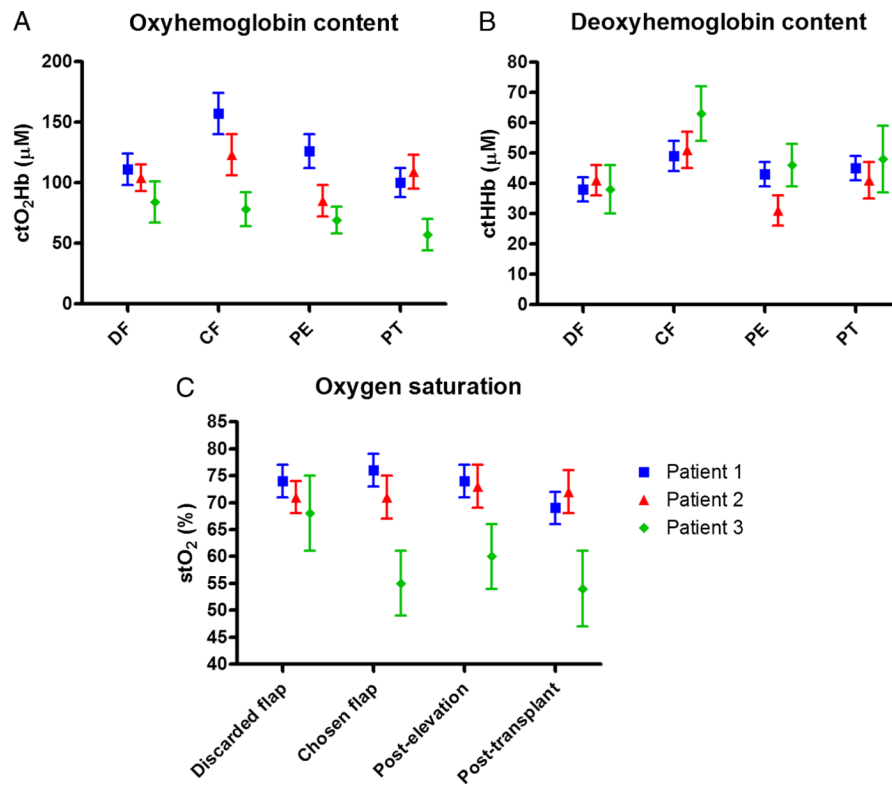 A Oxyhemoglobin content
ctO2Hb (μM)
200
150
100
50
0
DF CF PE PT
B Deoxyhemoglobin content
ctHHb (μM)
80
70
60
50
40
30
20
10
0
DF CF PE PT
C Oxygen saturation
stO2 (%)
85
80
75
70
65
60
55
50
45
40
Discarded flap
Chosen flap
Post-elevation
Post-transplant
Patient 1
Patient 2
Patient 3